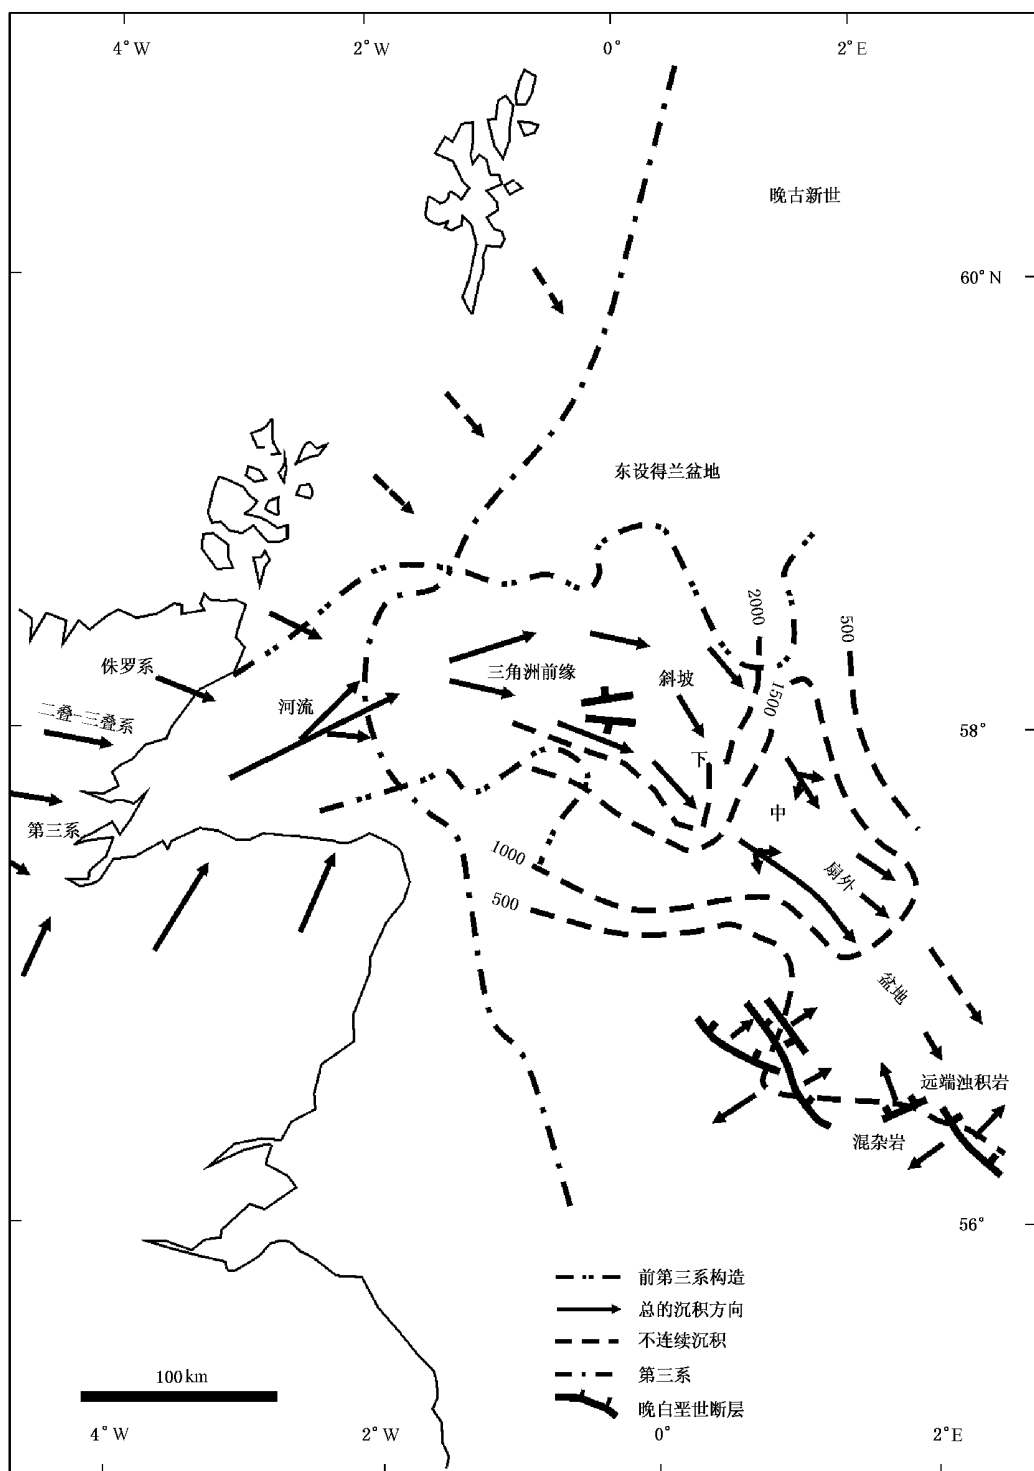 4°W
2°W
0°
2°E
晚古新世
60°N
东设得兰盆地
2000
500
侏罗系
三角洲前缘
斜坡
1500
河流
二叠-三叠系
58°
下
中
第三系
1000
扇外
500
盆地
远端浊积岩
混杂岩
56°
前第三系构造
总的沉积方向
不连续沉积
100km
第三系
晚白垩世断层
4°W
2°W
0°
2°E